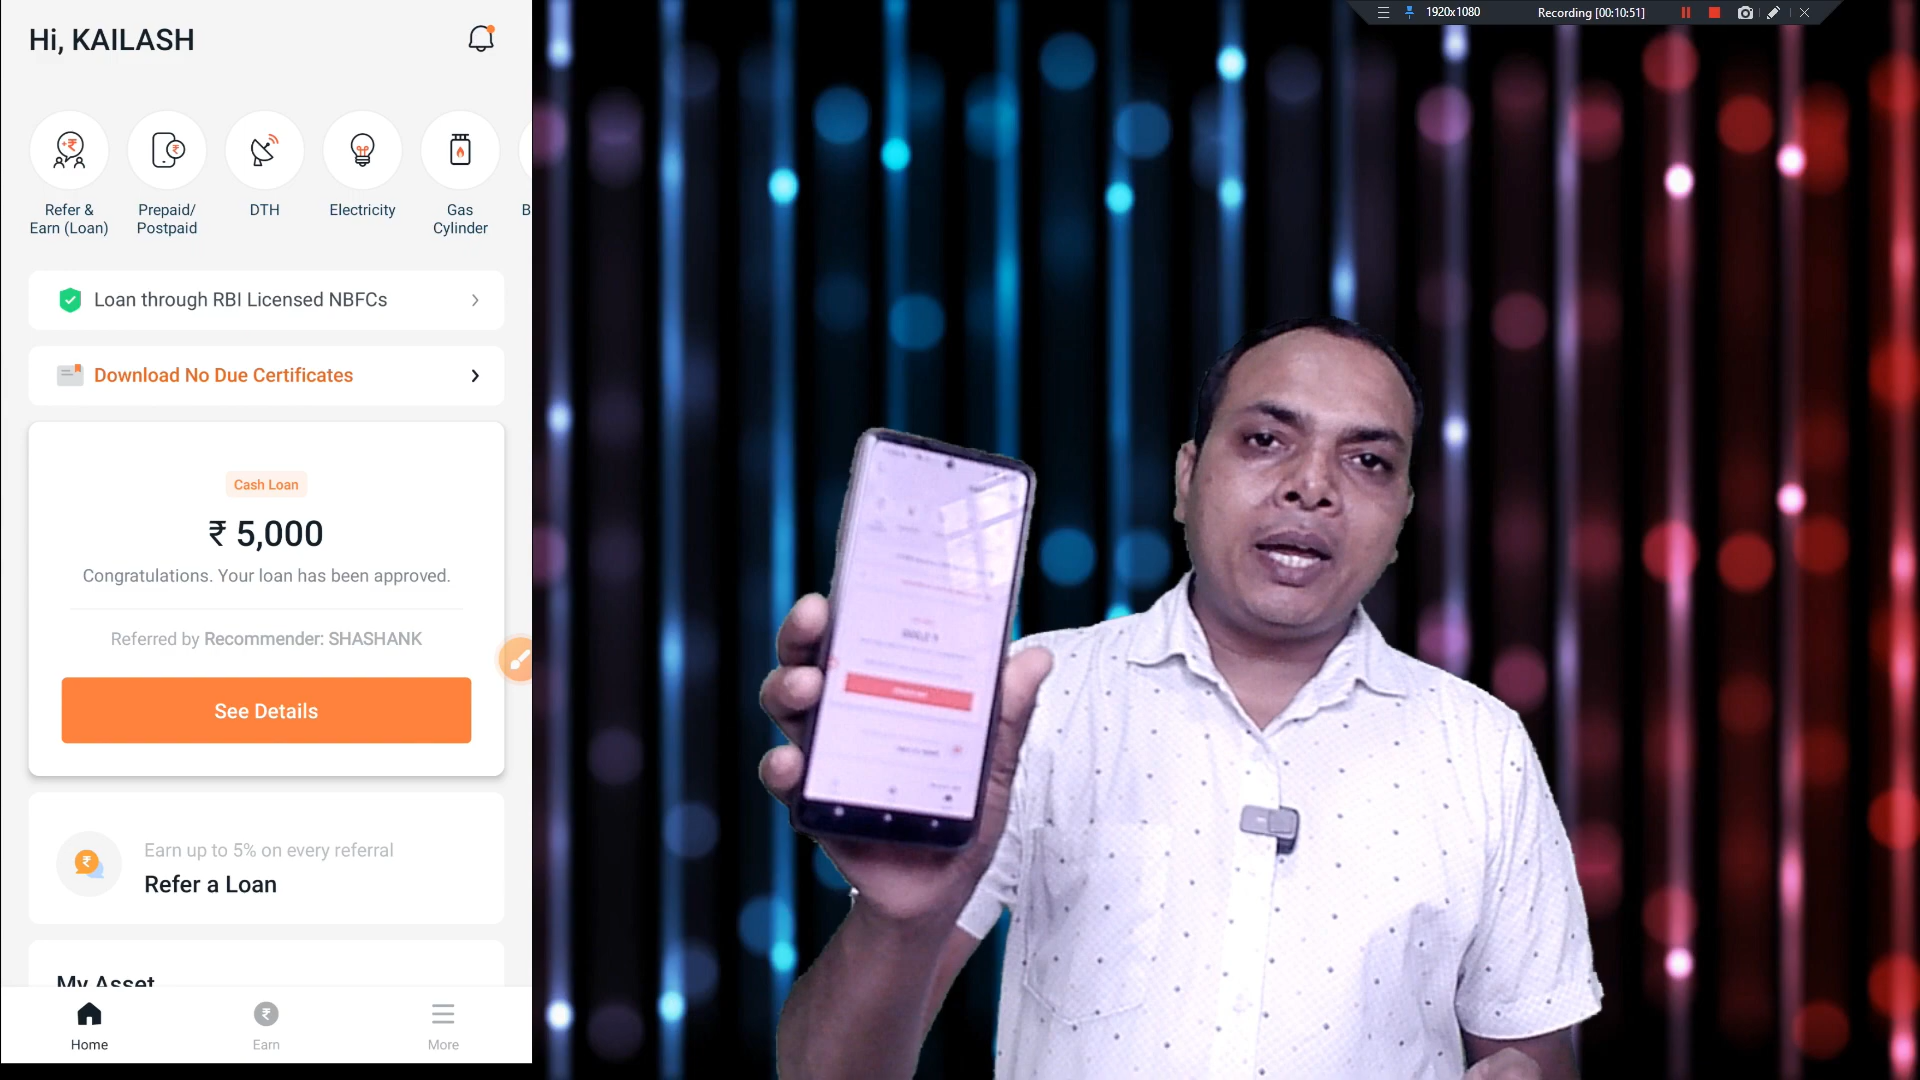 1920x1080
Recording [00:10:51]
Hi, KAILASH
Refer &
Earn (Loan)
Prepaid/
Postpaid
DTH
Electricity
Gas
Cylinder
B
Loan through RBI Licensed NBFCs
Download No Due Certificates
Cash Loan
₹ 5,000
Congratulations. Your loan has been approved.
Referred by Recommender: SHASHANK
See Details
Earn up to 5% on every referral
Refer a Loan
My Asset
Home
Earn
More